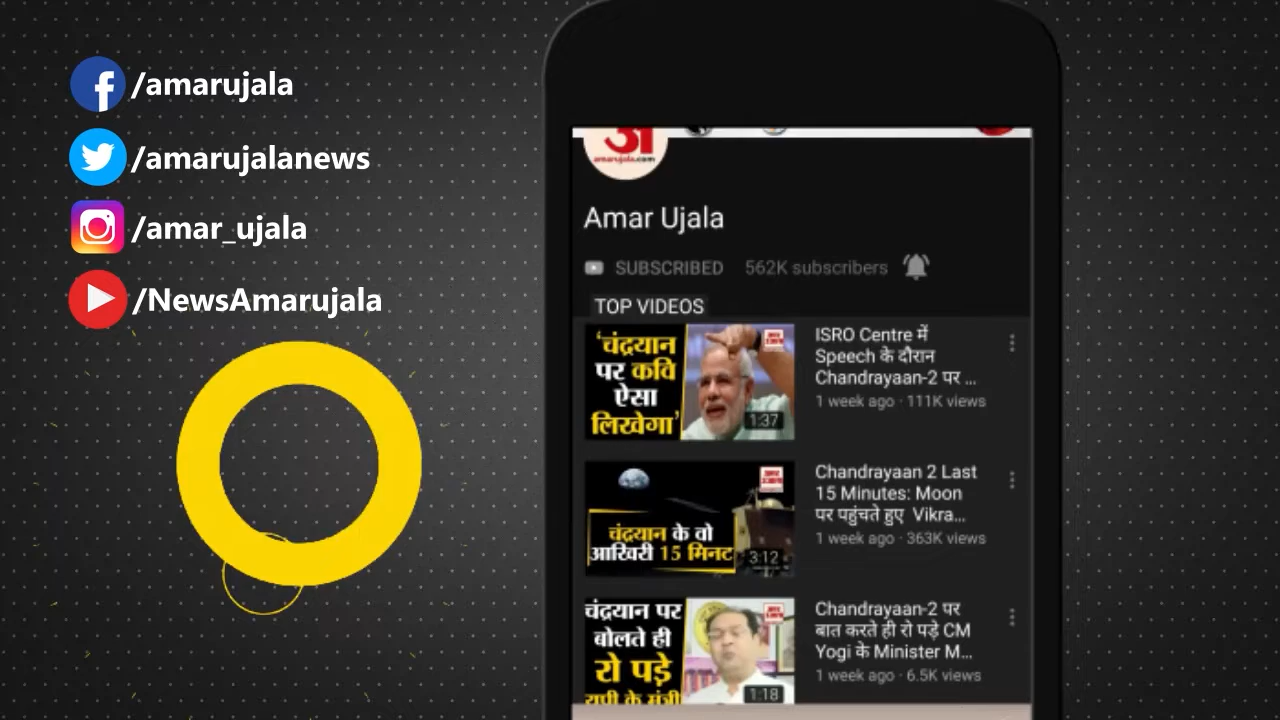 /amarujala
/amarujalanews
/amar_ujala
/NewsAmarujala
अ
amarujala.com
Amar Ujala
SUBSCRIBED 562K subscribers
TOP VIDEOS
'चंद्रयान
पर कवि
ऐसा
लिखेगा'
1:37
ISRO Centre में
Speech के दौरान
Chandrayaan-2 पर ...
1 week ago · 111K views
चंद्रयान के वो
आखिरी 15 मिनट
3:12
Chandrayaan 2 Last
15 Minutes: Moon
पर पहुंचते हुए Vikra...
1 week ago · 363K views
चंद्रयान पर
बोलते ही
रो पड़े
यूपी के मंत्री
1:18
Chandrayaan-2 पर
बात करते ही रो पड़े CM
Yogi के Minister M...
1 week ago · 6.5K views